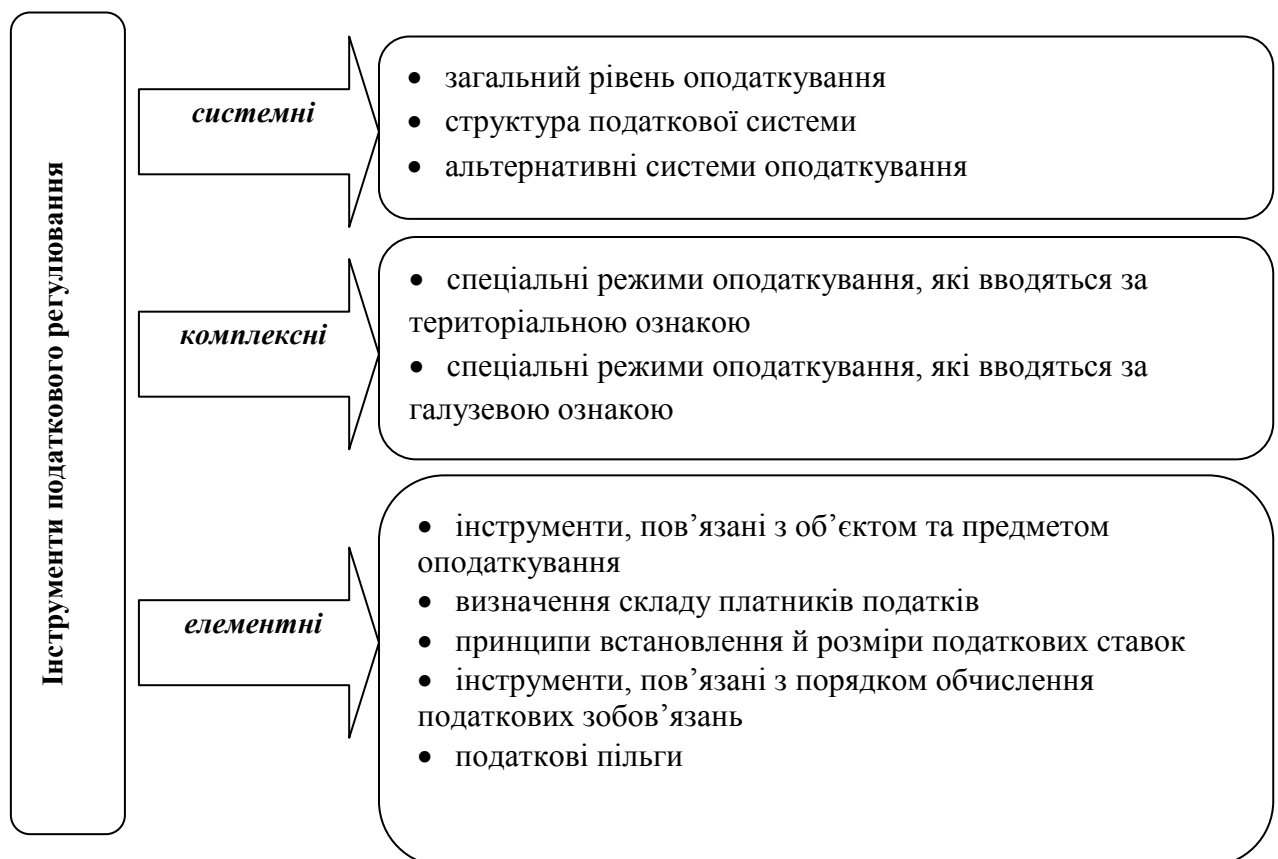 Інструменти податкового регулювання
системні
• загальний рівень оподаткування
• структура податкової системи
• альтернативні системи оподаткування
комплексні
• спеціальні режими оподаткування, які вводяться за
територіальною ознакою
• спеціальні режими оподаткування, які вводяться за
галузевою ознакою
елементні
• інструменти, пов’язані з об’єктом та предметом
оподаткування
• визначення складу платників податків
• принципи встановлення й розміри податкових ставок
• інструменти, пов’язані з порядком обчислення
податкових зобов’язань
• податкові пільги